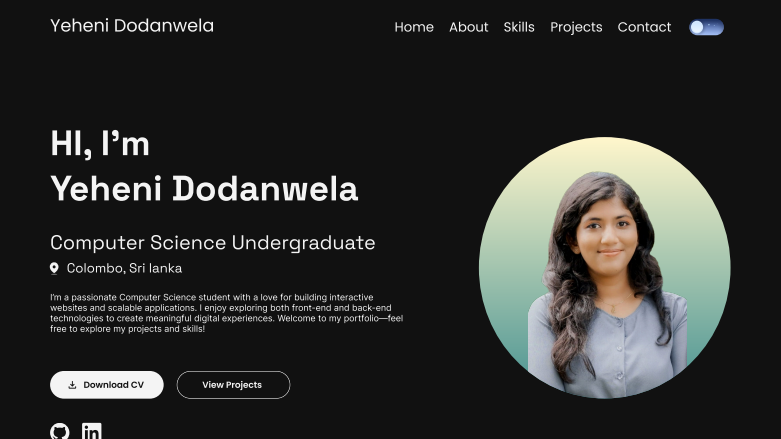 Yeheni Dodanwela
Home About Skills Projects Contact
HI, I'm
Yeheni Dodanwela
Computer Science Undergraduate
Colombo, Sri lanka
I'm a passionate Computer Science student with a love for building interactive
websites and scalable applications. I enjoy exploring both front-end and back-end
technologies to create meaningful digital experiences. Welcome to my portfolio—feel
free to explore my projects and skills!
Download CV
View Projects
in